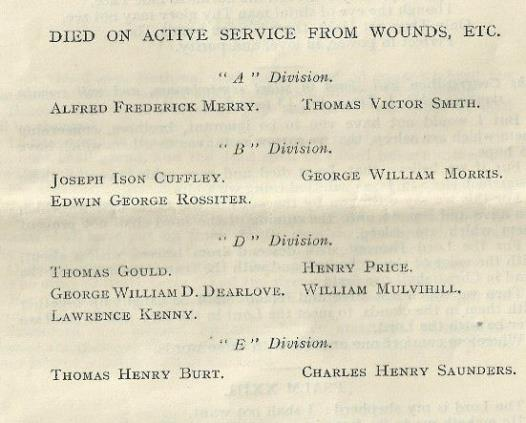 DIED ON ACTIVE SERVICE FROM WOUNDS, ETC.
"A" Division.
ALFRED FREDERICK MERRY. THOMAS VICTOR SMITH.
"B" Division.
JOSEPH ISON CUFFLEY. GEORGE WILLIAM MORRIS.
EDWIN GEORGE ROSSITER.
"D" Division.
THOMAS GOULD. HENRY PRICE.
GEORGE WILLIAM D. DEARLOVE. WILLIAM MULVIHILL.
LAWRENCE KENNY.
"E" Division.
THOMAS HENRY BURT. CHARLES HENRY SAUNDERS.